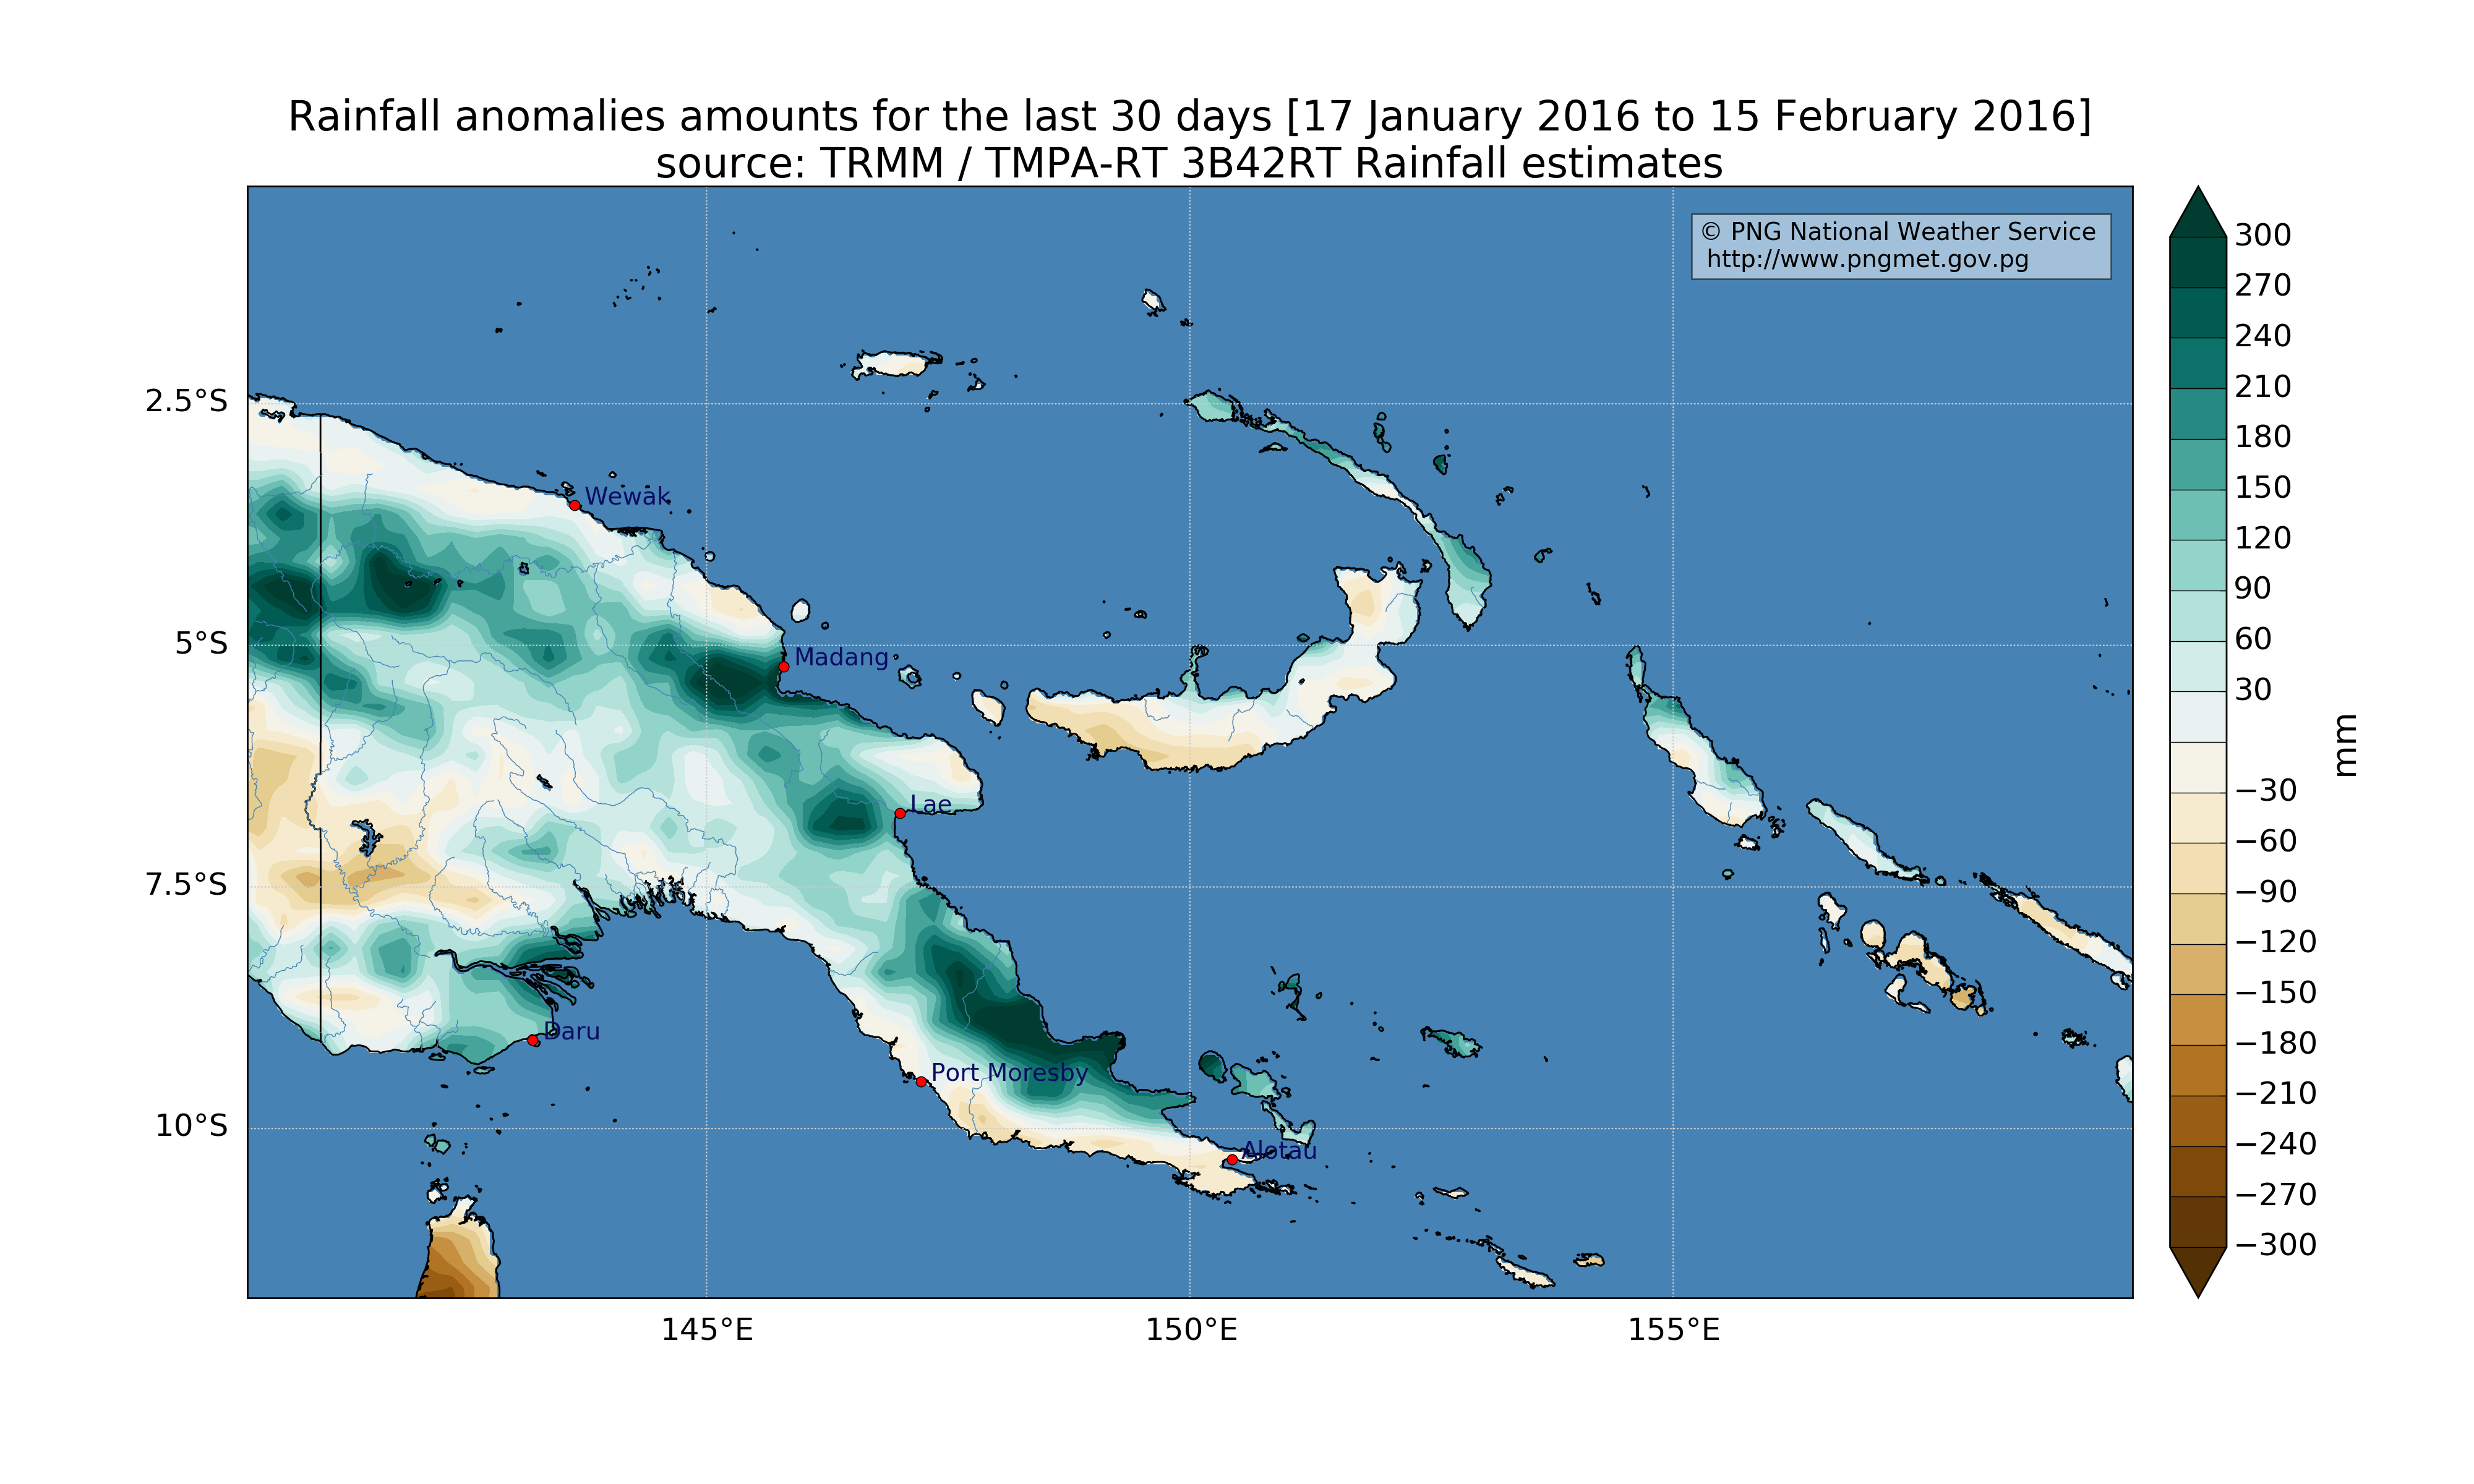 Rainfall anomalies amounts for the last 30 days [17 January 2016 to 15 February 2016]
source: TRMM / TMPA-RT 3B42RT Rainfall estimates
© PNG National Weather Service
http://www.pngmet.gov.pg
2.5°S
5°S
7.5°S
10°S
Wewak
Madang
Lae
Daru
Port Moresby
Alotau
145°E
150°E
155°E
300
270
240
210
180
150
120
90
60
30
−30
−60
−90
−120
−150
−180
−210
−240
−270
−300
mm